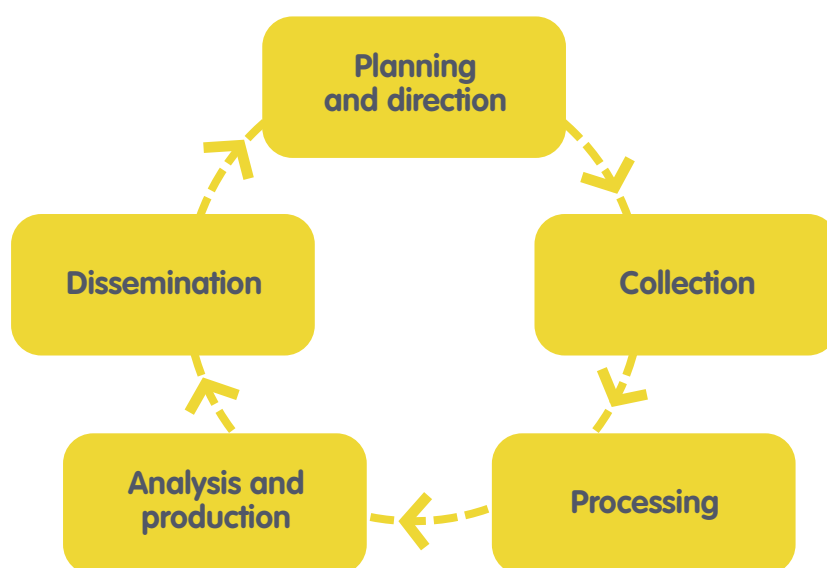 Planning
and direction
Collection
Processing
Analysis and
production
Dissemination